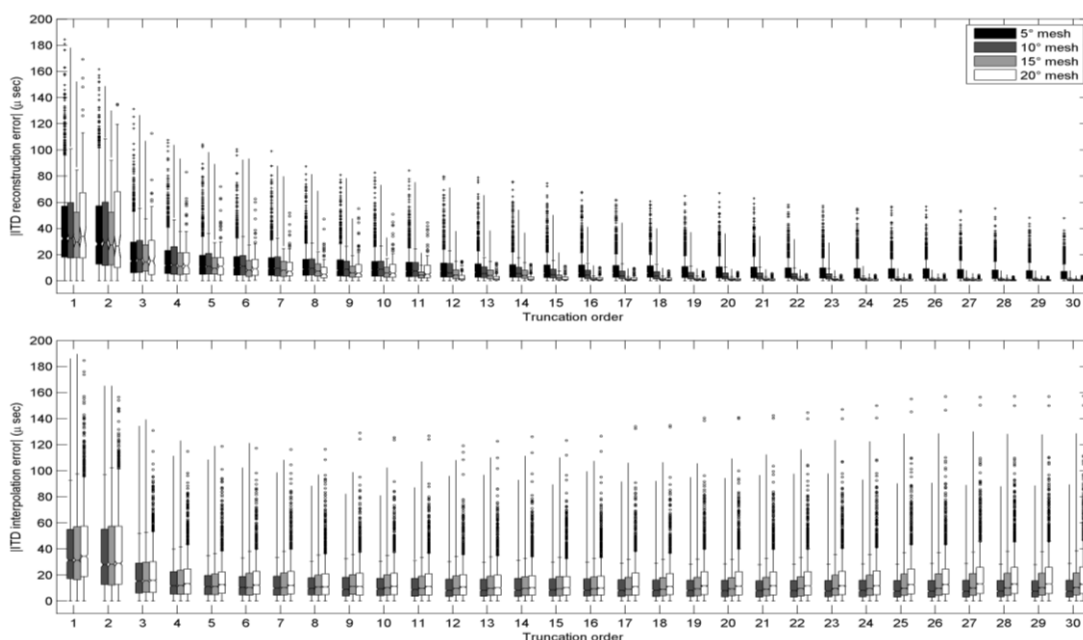 200
180
160
140
120
100
80
60
40
20
0
|ITD reconstruction error| (μ sec)
5° mesh
10° mesh
15° mesh
20° mesh
1 2 3 4 5 6 7 8 9 10 11 12 13 14 15 16 17 18 19 20 21 22 23 24 25 26 27 28 29 30
Truncation order
200
180
160
140
120
100
80
60
40
20
0
|ITD interpolation error| (μ sec)
1 2 3 4 5 6 7 8 9 10 11 12 13 14 15 16 17 18 19 20 21 22 23 24 25 26 27 28 29 30
Truncation order